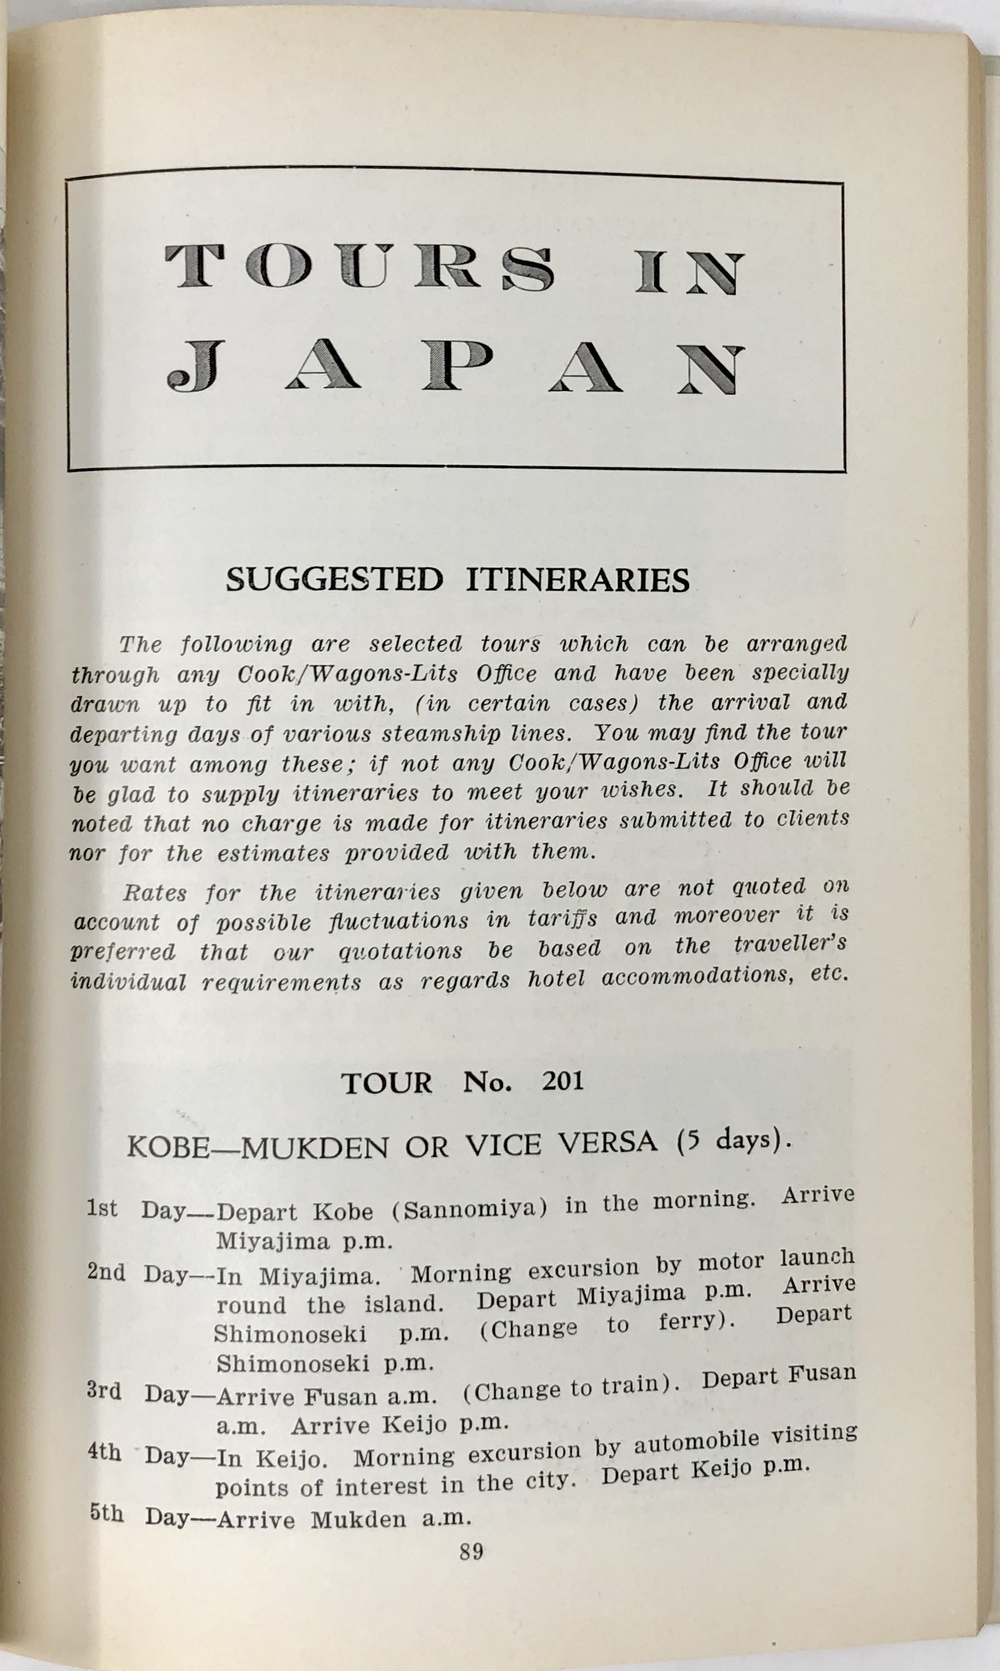 TOURS IN
JAPAN
SUGGESTED ITINERARIES
The following are selected tours which can be arranged
through any Cook/Wagons-Lits Office and have been specially
drawn up to fit in with, (in certain cases) the arrival and
departing days of various steamship lines. You may find the tour
you want among these; if not any Cook/Wagons-Lits Office will
be glad to supply itineraries to meet your wishes. It should be
noted that no charge is made for itineraries submitted to clients
nor for the estimates provided with them.
Rates for the itineraries given below are not quoted on
account of possible fluctuations in tariffs and moreover it is
preferred that our quotations be based on the traveller's
individual requirements as regards hotel accommodations, etc.
TOUR No. 201
KOBE—MUKDEN OR VICE VERSA (5 days).
1st Day—Depart Kobe (Sannomiya) in the morning. Arrive
Miyajima p.m.
2nd Day—In Miyajima. Morning excursion by motor launch
round the island. Depart Miyajima p.m. Arrive
Shimonoseki p.m. (Change to ferry). Depart
Shimonoseki p.m.
3rd Day—Arrive Fusan a.m. (Change to train). Depart Fusan
a.m. Arrive Keijo p.m.
4th Day—In Keijo. Morning excursion by automobile visiting
points of interest in the city. Depart Keijo p.m.
5th Day—Arrive Mukden a.m.
89